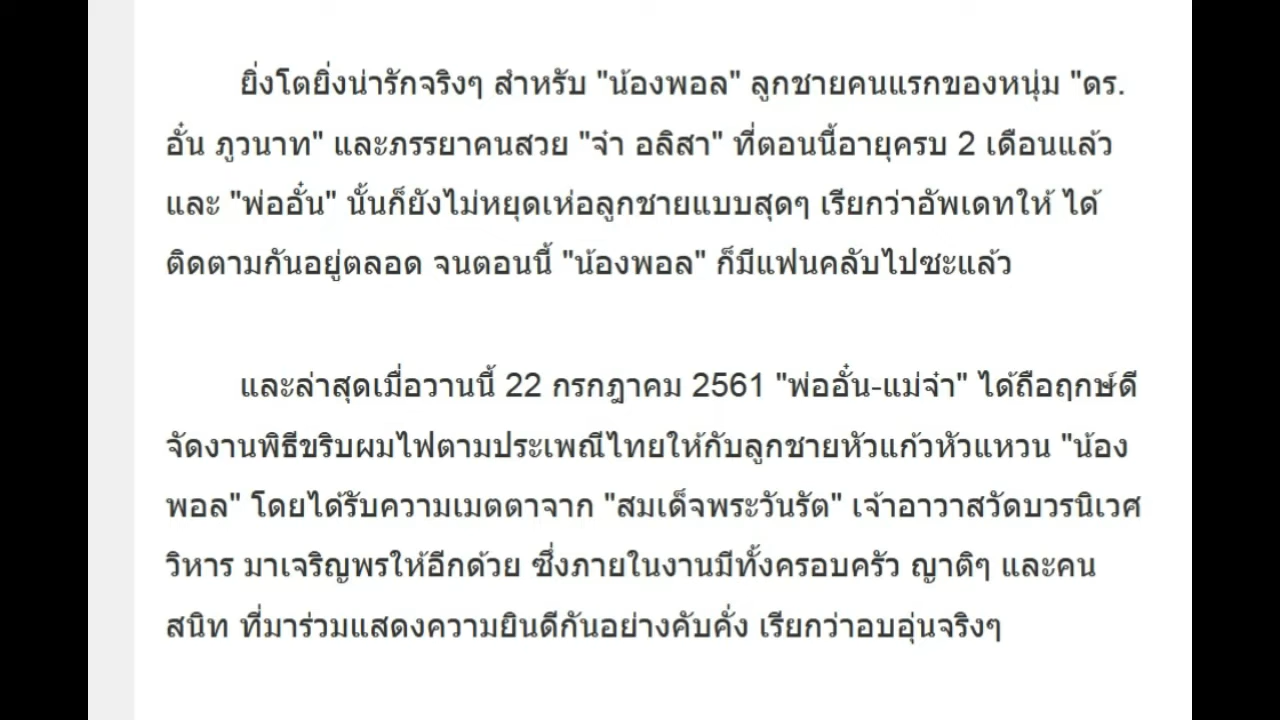 ยิ่งโตยิ่งน่ารักจริงๆ สำหรับ "น้องพอล" ลูกชายคนแรกของหนุ่ม "ดร.
อั๋น ภูวนาท" และภรรยาคนสวย "จ๋า อลิสา" ที่ตอนนี้อายุครบ 2 เดือนแล้ว
และ "พ่ออั๋น" นั้นก็ยังไม่หยุดเห่อลูกชายแบบสุดๆ เรียกว่าอัพเดทให้ ได้
ติดตามกันอยู่ตลอด จนตอนนี้ "น้องพอล" ก็มีแฟนคลับไปซะแล้ว
และล่าสุดเมื่อวานนี้ 22 กรกฎาคม 2561 "พ่ออั๋น-แม่จ๋า" ได้ถือฤกษ์ดี
จัดงานพิธีขริบผมไฟตามประเพณีไทยให้กับลูกชายหัวแก้วหัวแหวน "น้อง
พอล" โดยได้รับความเมตตาจาก "สมเด็จพระวันรัต" เจ้าอาวาสวัดบวรนิเวศ
วิหาร มาเจริญพรให้อีกด้วย ซึ่งภายในงานมีทั้งครอบครัว ญาติๆ และคน
สนิท ที่มาร่วมแสดงความยินดีกันอย่างคับคั่ง เรียกว่าอบอุ่นจริงๆ